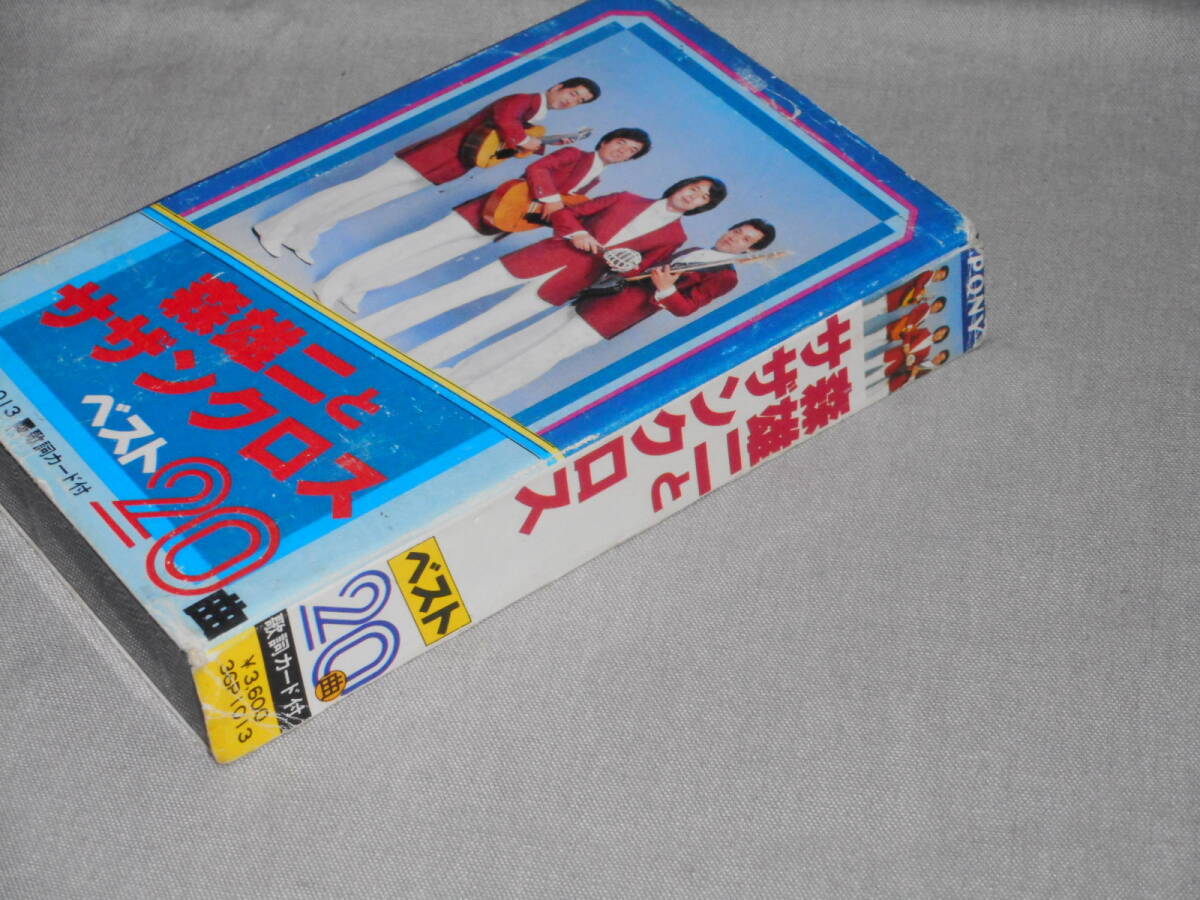 森雄二と
サザンクロス
ベスト
20曲
013 歌詞カード付
PONY
森雄二と
サザンクロス
ベスト
20曲
歌詞カード付
¥3,600
3GP1013